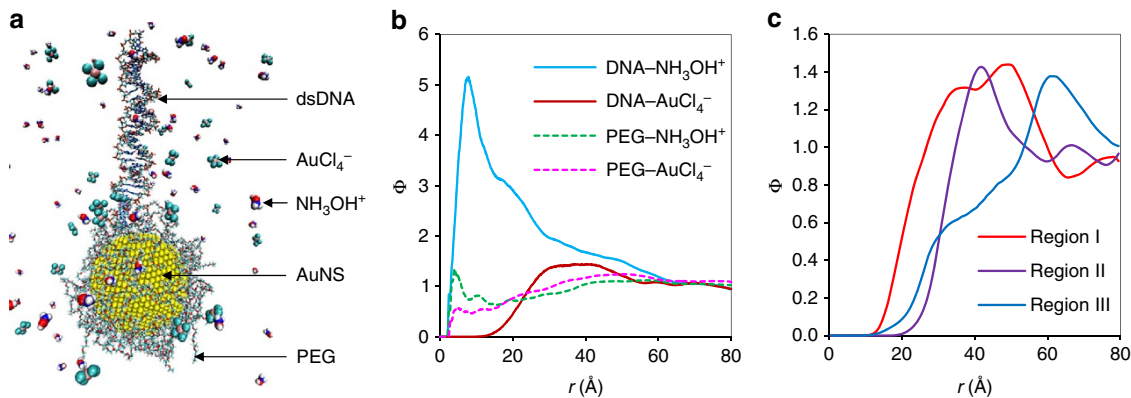 a
dsDNA
AuCl₄⁻
NH₃OH⁺
AuNS
PEG
b
6
5
4
3
2
1
0
Φ
0 20 40 60 80
r (Å)
DNA–NH₃OH⁺
DNA–AuCl₄⁻
PEG–NH₃OH⁺
PEG–AuCl₄⁻
c
1.6
1.4
1.2
1.0
0.8
0.6
0.4
0.2
0.0
Φ
0 20 40 60 80
r (Å)
Region I
Region II
Region III